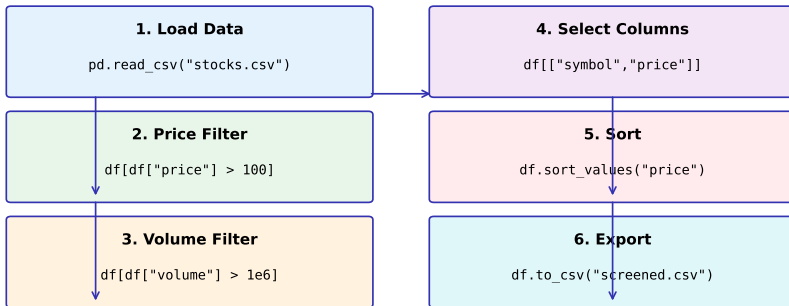 1. Load Data
pd.read_csv("stocks.csv")
2. Price Filter
df[df["price"] > 100]
3. Volume Filter
df[df["volume"] > 1e6]
4. Select Columns
df[["symbol","price"]]
5. Sort
df.sort_values("price")
6. Export
df.to_csv("screened.csv")